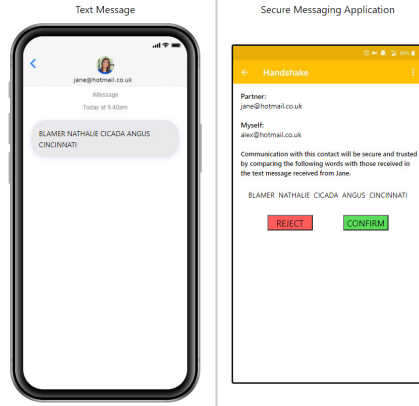 Text Message
jane@hotmail.co.uk
iMessage
Today at 9.40am
BLAMER NATHALIE CICADA ANGUS
CINCINNATI
Secure Messaging Application
Handshake
Partner:
jane@hotmail.co.uk
Myself:
alex@hotmail.co.uk
Communication with this contact will be secure and trusted
by comparing the following words with those received in
the text message received from Jane.
BLAMER NATHALIE CICADA ANGUS CINCINNATI
REJECT
CONFIRM